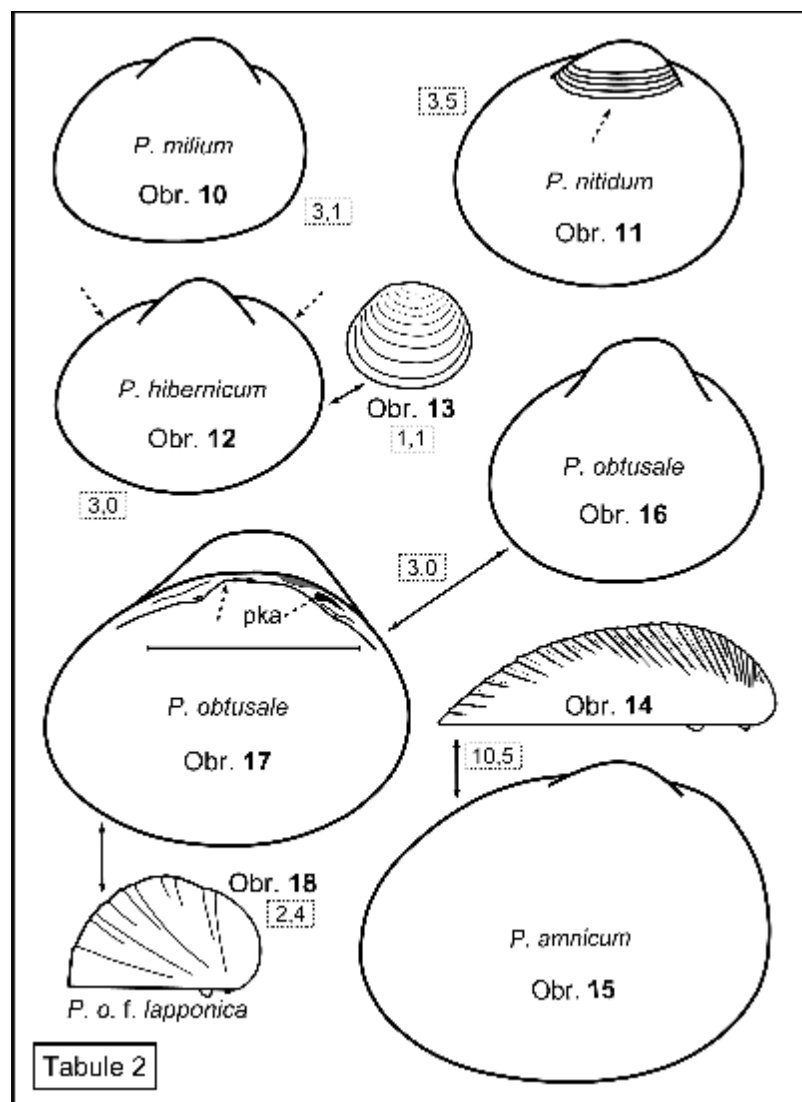 P. milium
Obr. 10
3,1
3.5
P. nitidum
Obr. 11
P. hibernicum
Obr. 12
3,0
Obr. 13
1,1
P. obtusale
Obr. 16
3.0
pka
P. obtusale
Obr. 17
Obr. 14
10,5
Obr. 18
2,4
P. o. f. lapponica
P. amnicum
Obr. 15
Tabule 2